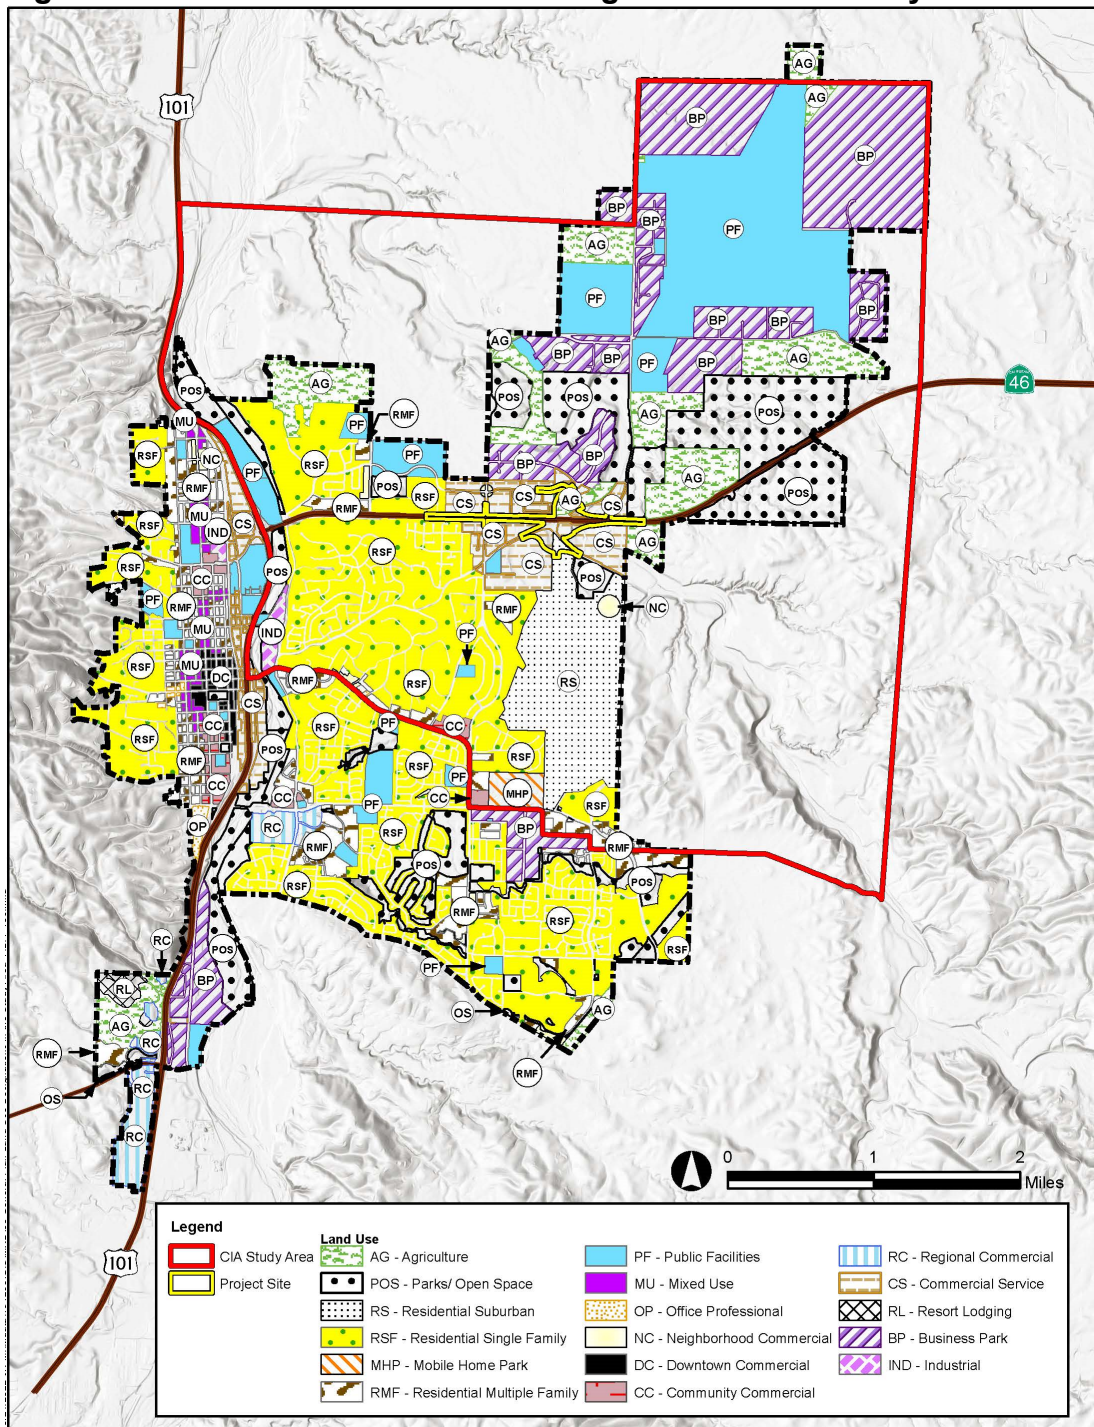 AG
AG
101
BP
BP
BP
BP
PF
AG
PF
BP
BP
BP
AG
BP
BP
PF
BP
AG
46
POS
AG
POS
POS
AG
POS
RMF
MU
PF
RSF
NC
RSF
PF
BP
BP
AG
POS
RMF
PF
POS
RSF
CS
CS
AG
CS
RMF
MU
CS
RSF
IND
CS
CS
RSF
CS
AG
RSF
CC
POS
POS
PF
RMF
RMF
NC
MU
IND
PF
RSF
MU
DC
RMF
RSF
RS
CS
RSF
CC
PF
CC
RSF
POS
RSF
RSF
RMF
PF
CC
CC
CC
MHP
PF
RSF
OP
RC
RSF
BP
RMF
RMF
POS
RSF
POS
RMF
RSF
RC
POS
RSF
PF
BP
RL
AG
OS
AG
RC
RMF
RMF
RC
OS
RC
0 1 2
Miles
101
Legend
CIA Study Area
Project Site
Land Use
AG - Agriculture
POS - Parks/ Open Space
RS - Residential Suburban
RSF - Residential Single Family
MHP - Mobile Home Park
RMF - Residential Multiple Family
PF - Public Facilities
MU - Mixed Use
OP - Office Professional
NC - Neighborhood Commercial
DC - Downtown Commercial
CC - Community Commercial
RC - Regional Commercial
CS - Commercial Service
RL - Resort Lodging
BP - Business Park
IND - Industrial